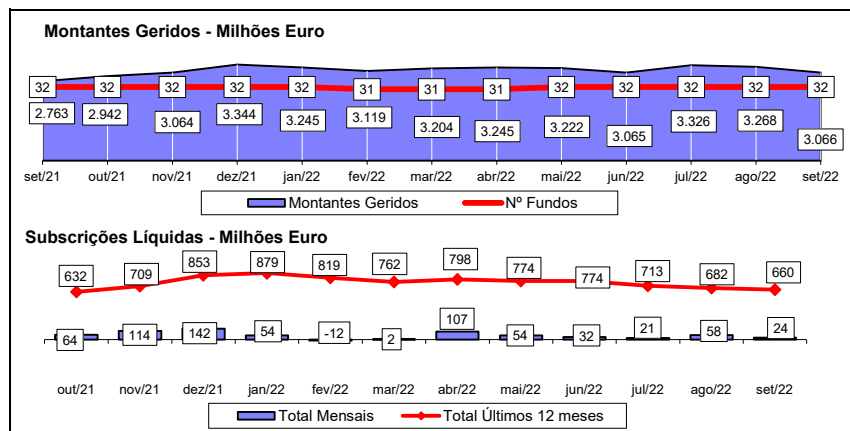 Montantes Geridos - Milhões Euro
32 32 32 32 32 31 31 31 32 32 32 32 32
2.763 2.942 3.064 3.344 3.245 3.119 3.204 3.245 3.222 3.065 3.326 3.268 3.066
set/21 out/21 nov/21 dez/21 jan/22 fev/22 mar/22 abr/22 mai/22 jun/22 jul/22 ago/22 set/22
Montantes Geridos Nº Fundos
Subscrições Líquidas - Milhões Euro
632 709 853 879 819 762 798 774 774 713 682 660
64 114 142 54 -12 2 107 54 32 21 58 24
out/21 nov/21 dez/21 jan/22 fev/22 mar/22 abr/22 mai/22 jun/22 jul/22 ago/22 set/22
Total Mensais Total Últimos 12 meses